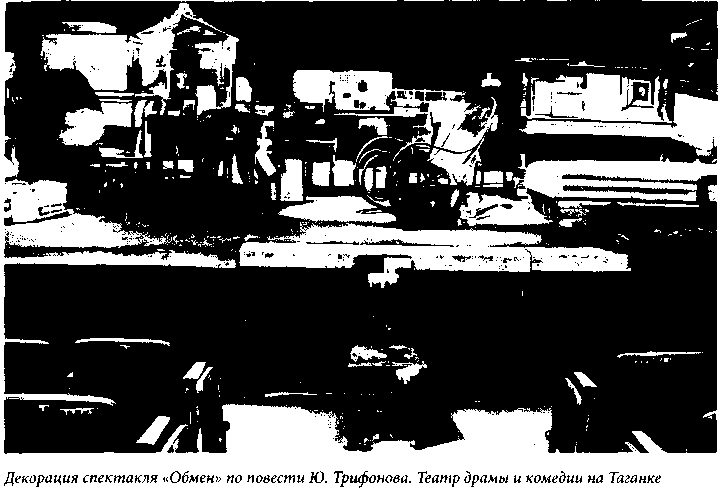 Декорация спектакля «Обмен» по повести Ю. Трифонова. Театр драмы и комедии на Таганке